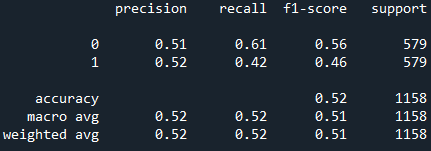 precision recall f1-score support
0 0.51 0.61 0.56 579
1 0.52 0.42 0.46 579
accuracy 0.52 1158
macro avg 0.52 0.52 0.51 1158
weighted avg 0.52 0.52 0.51 1158